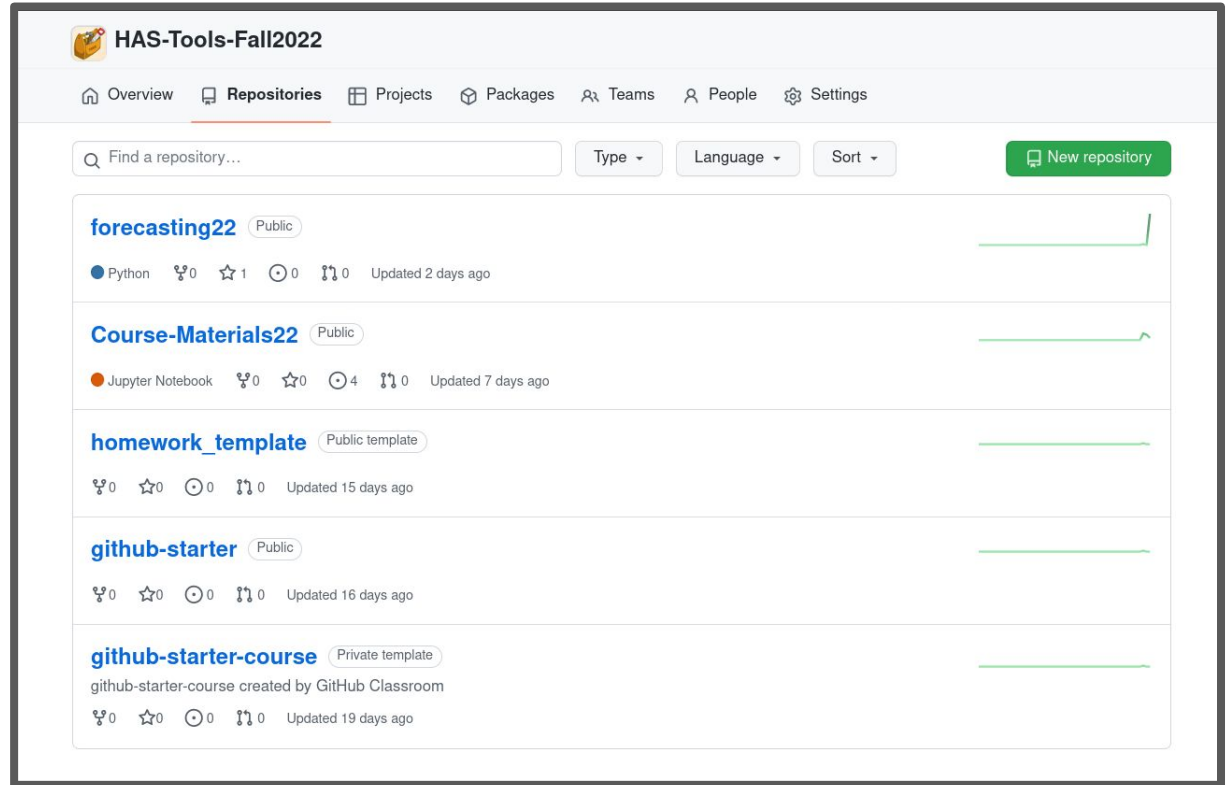 HAS-Tools-Fall2022
Overview Repositories Projects Packages Teams People Settings
Find a repository… Type Language Sort New repository
forecasting22 Public
Python 0 1 0 0 Updated 2 days ago
Course-Materials22 Public
Jupyter Notebook 0 0 4 0 Updated 7 days ago
homework_template Public template
0 0 0 0 Updated 15 days ago
github-starter Public
0 0 0 0 Updated 16 days ago
github-starter-course Private template
github-starter-course created by GitHub Classroom
0 0 0 0 Updated 19 days ago